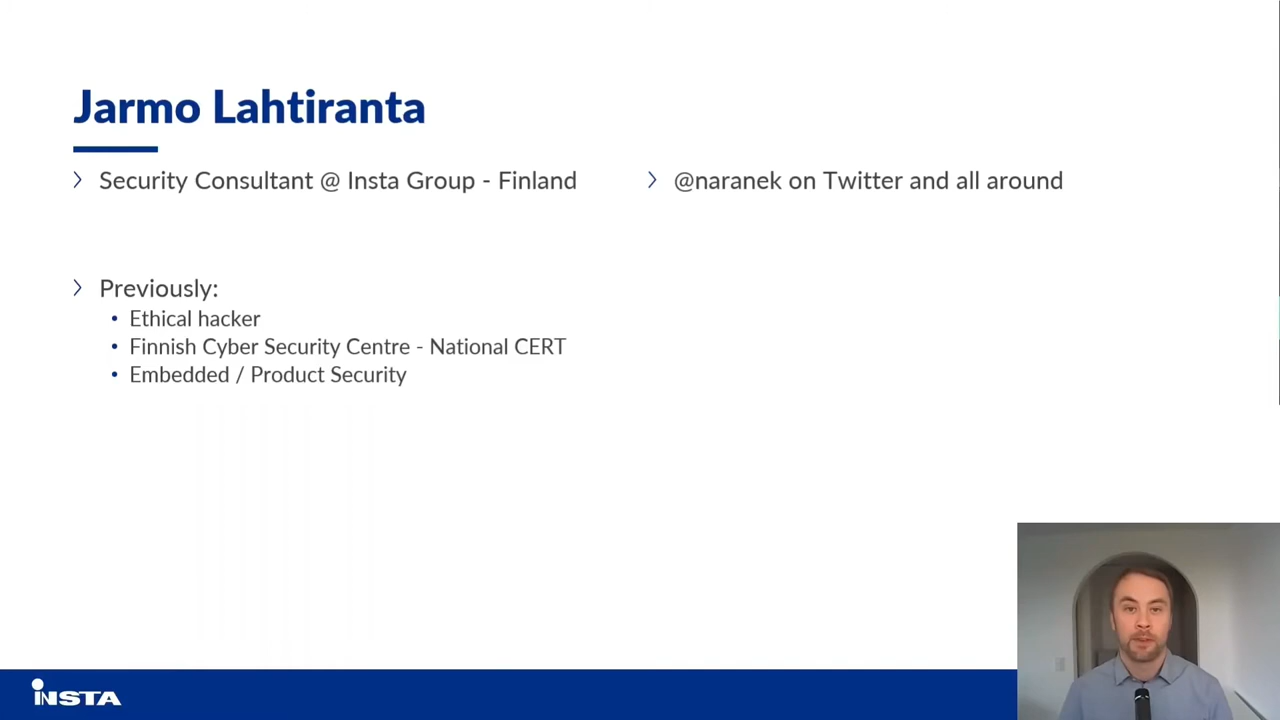 Jarmo Lahtiranta
Security Consultant @ Insta Group - Finland
@naranek on Twitter and all around
Previously:
Ethical hacker
Finnish Cyber Security Centre - National CERT
Embedded / Product Security
INSTA